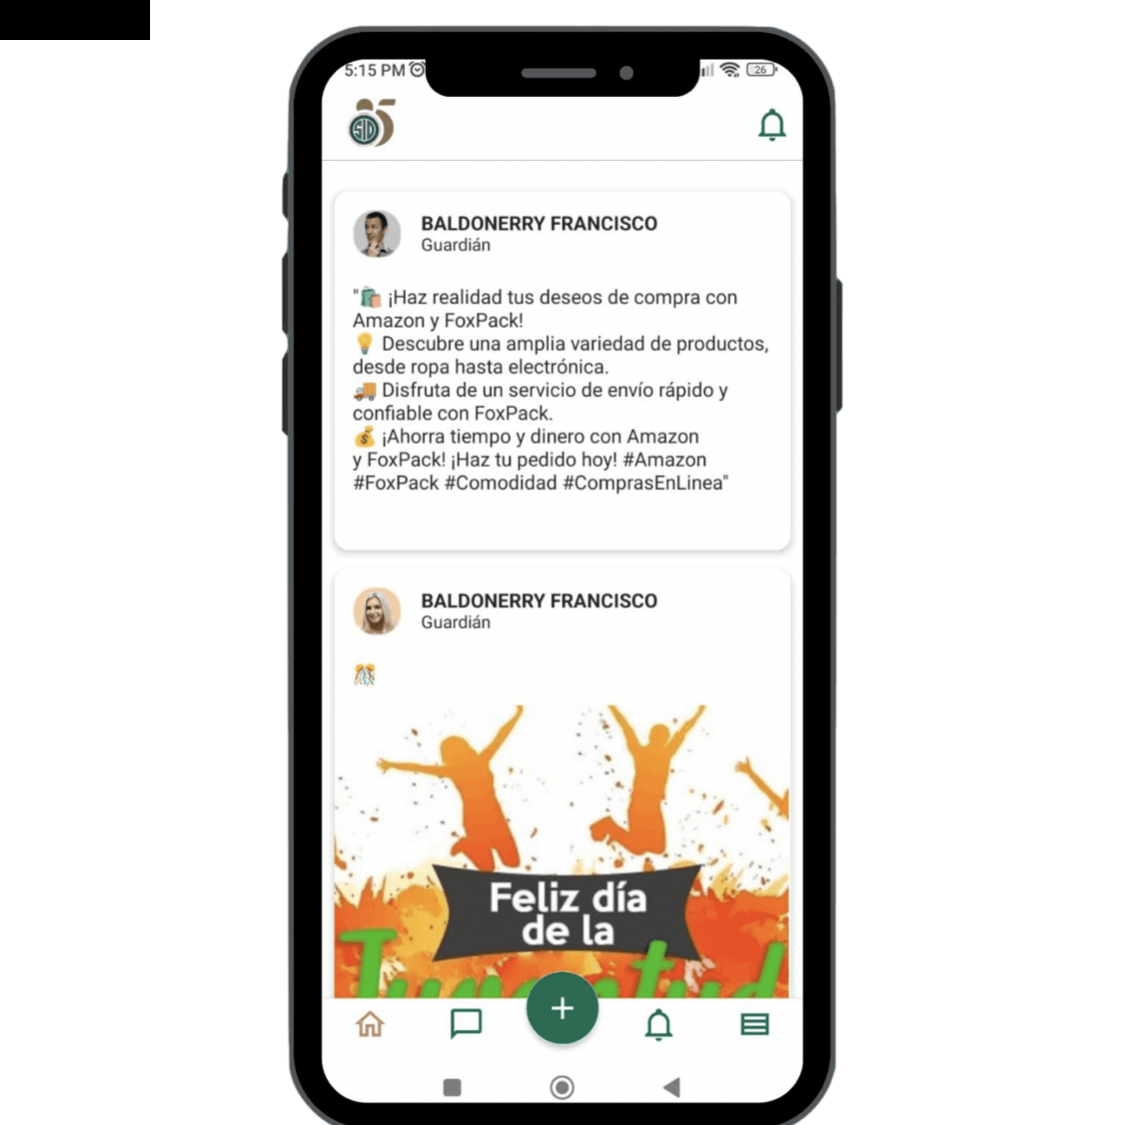 5:15 PM
26
85
SID
BALDONERRY FRANCISCO
Guardián
"🛍️ ¡Haz realidad tus deseos de compra con
Amazon y FoxPack!
💡 Descubre una amplia variedad de productos,
desde ropa hasta electrónica.
🚚 Disfruta de un servicio de envío rápido y
confiable con FoxPack.
💰 ¡Ahorra tiempo y dinero con Amazon
y FoxPack! ¡Haz tu pedido hoy! #Amazon
#FoxPack #Comodidad #ComprasEnLinea"
BALDONERRY FRANCISCO
Guardián
🎊
Feliz día
de la
Juventud